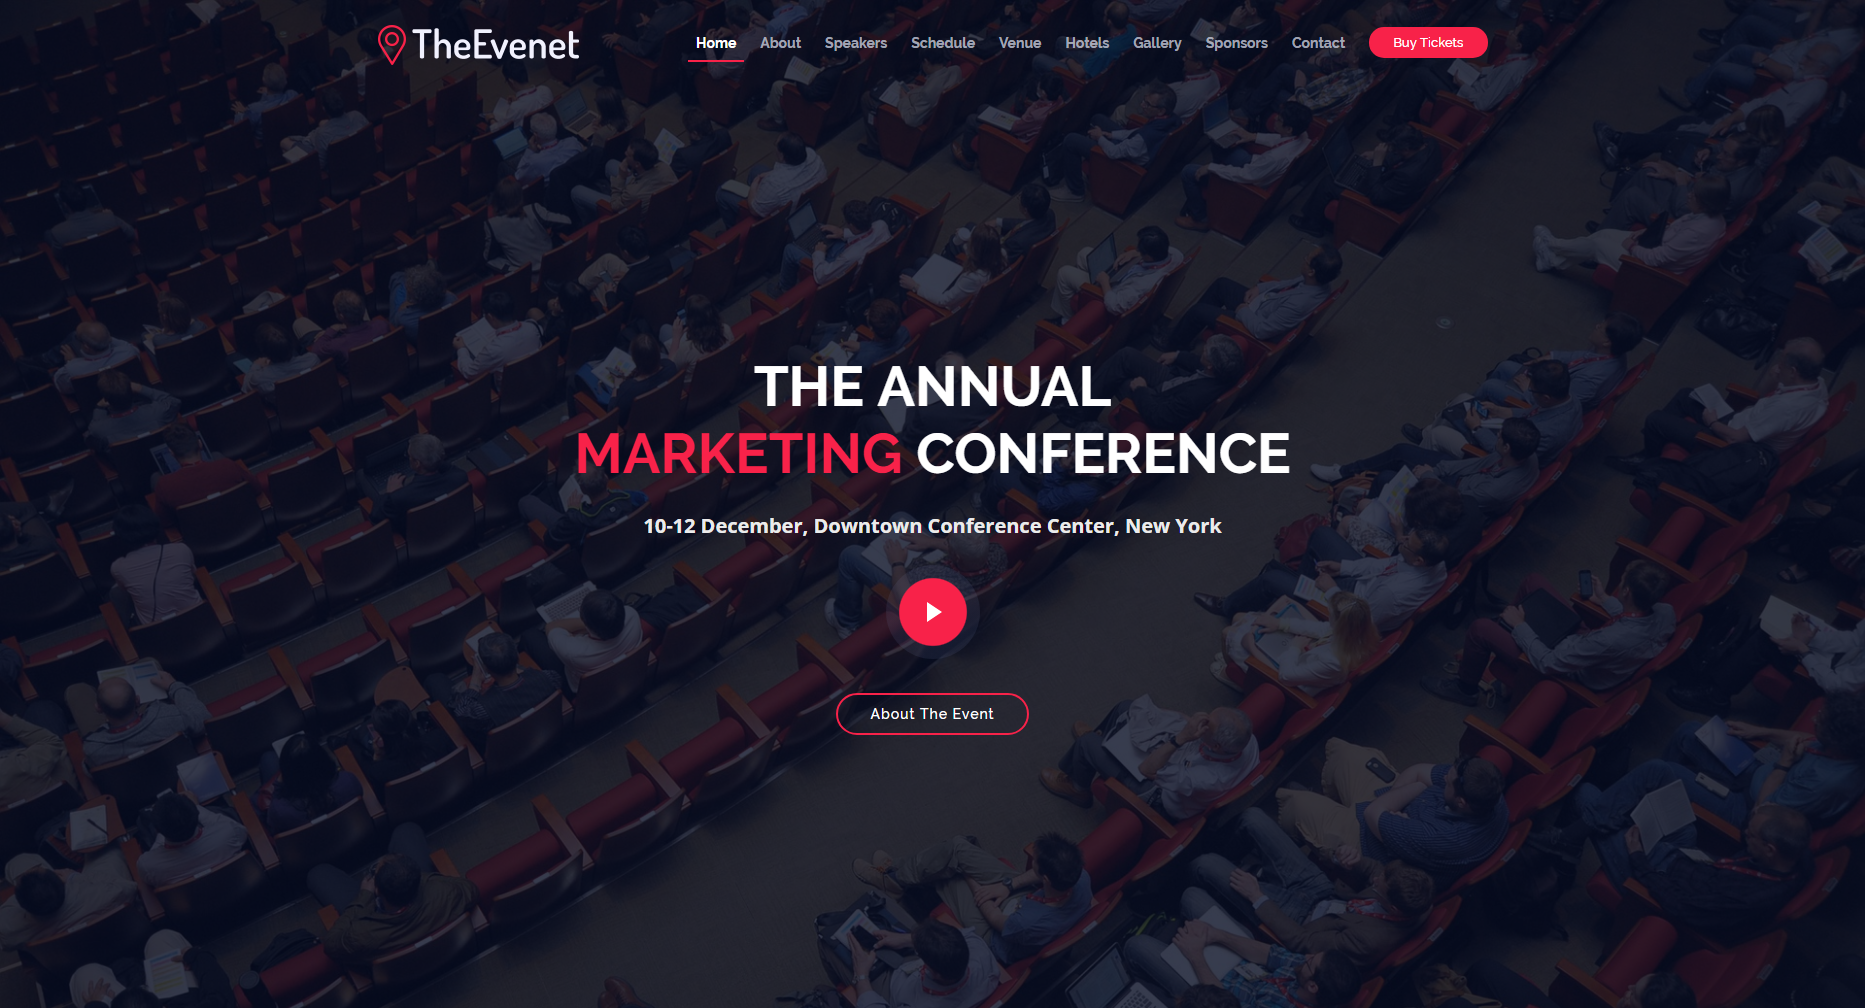 TheEvenet
Home About Speakers Schedule Venue Hotels Gallery Sponsors Contact Buy Tickets
THE ANNUAL
MARKETING CONFERENCE
10-12 December, Downtown Conference Center, New York
About The Event